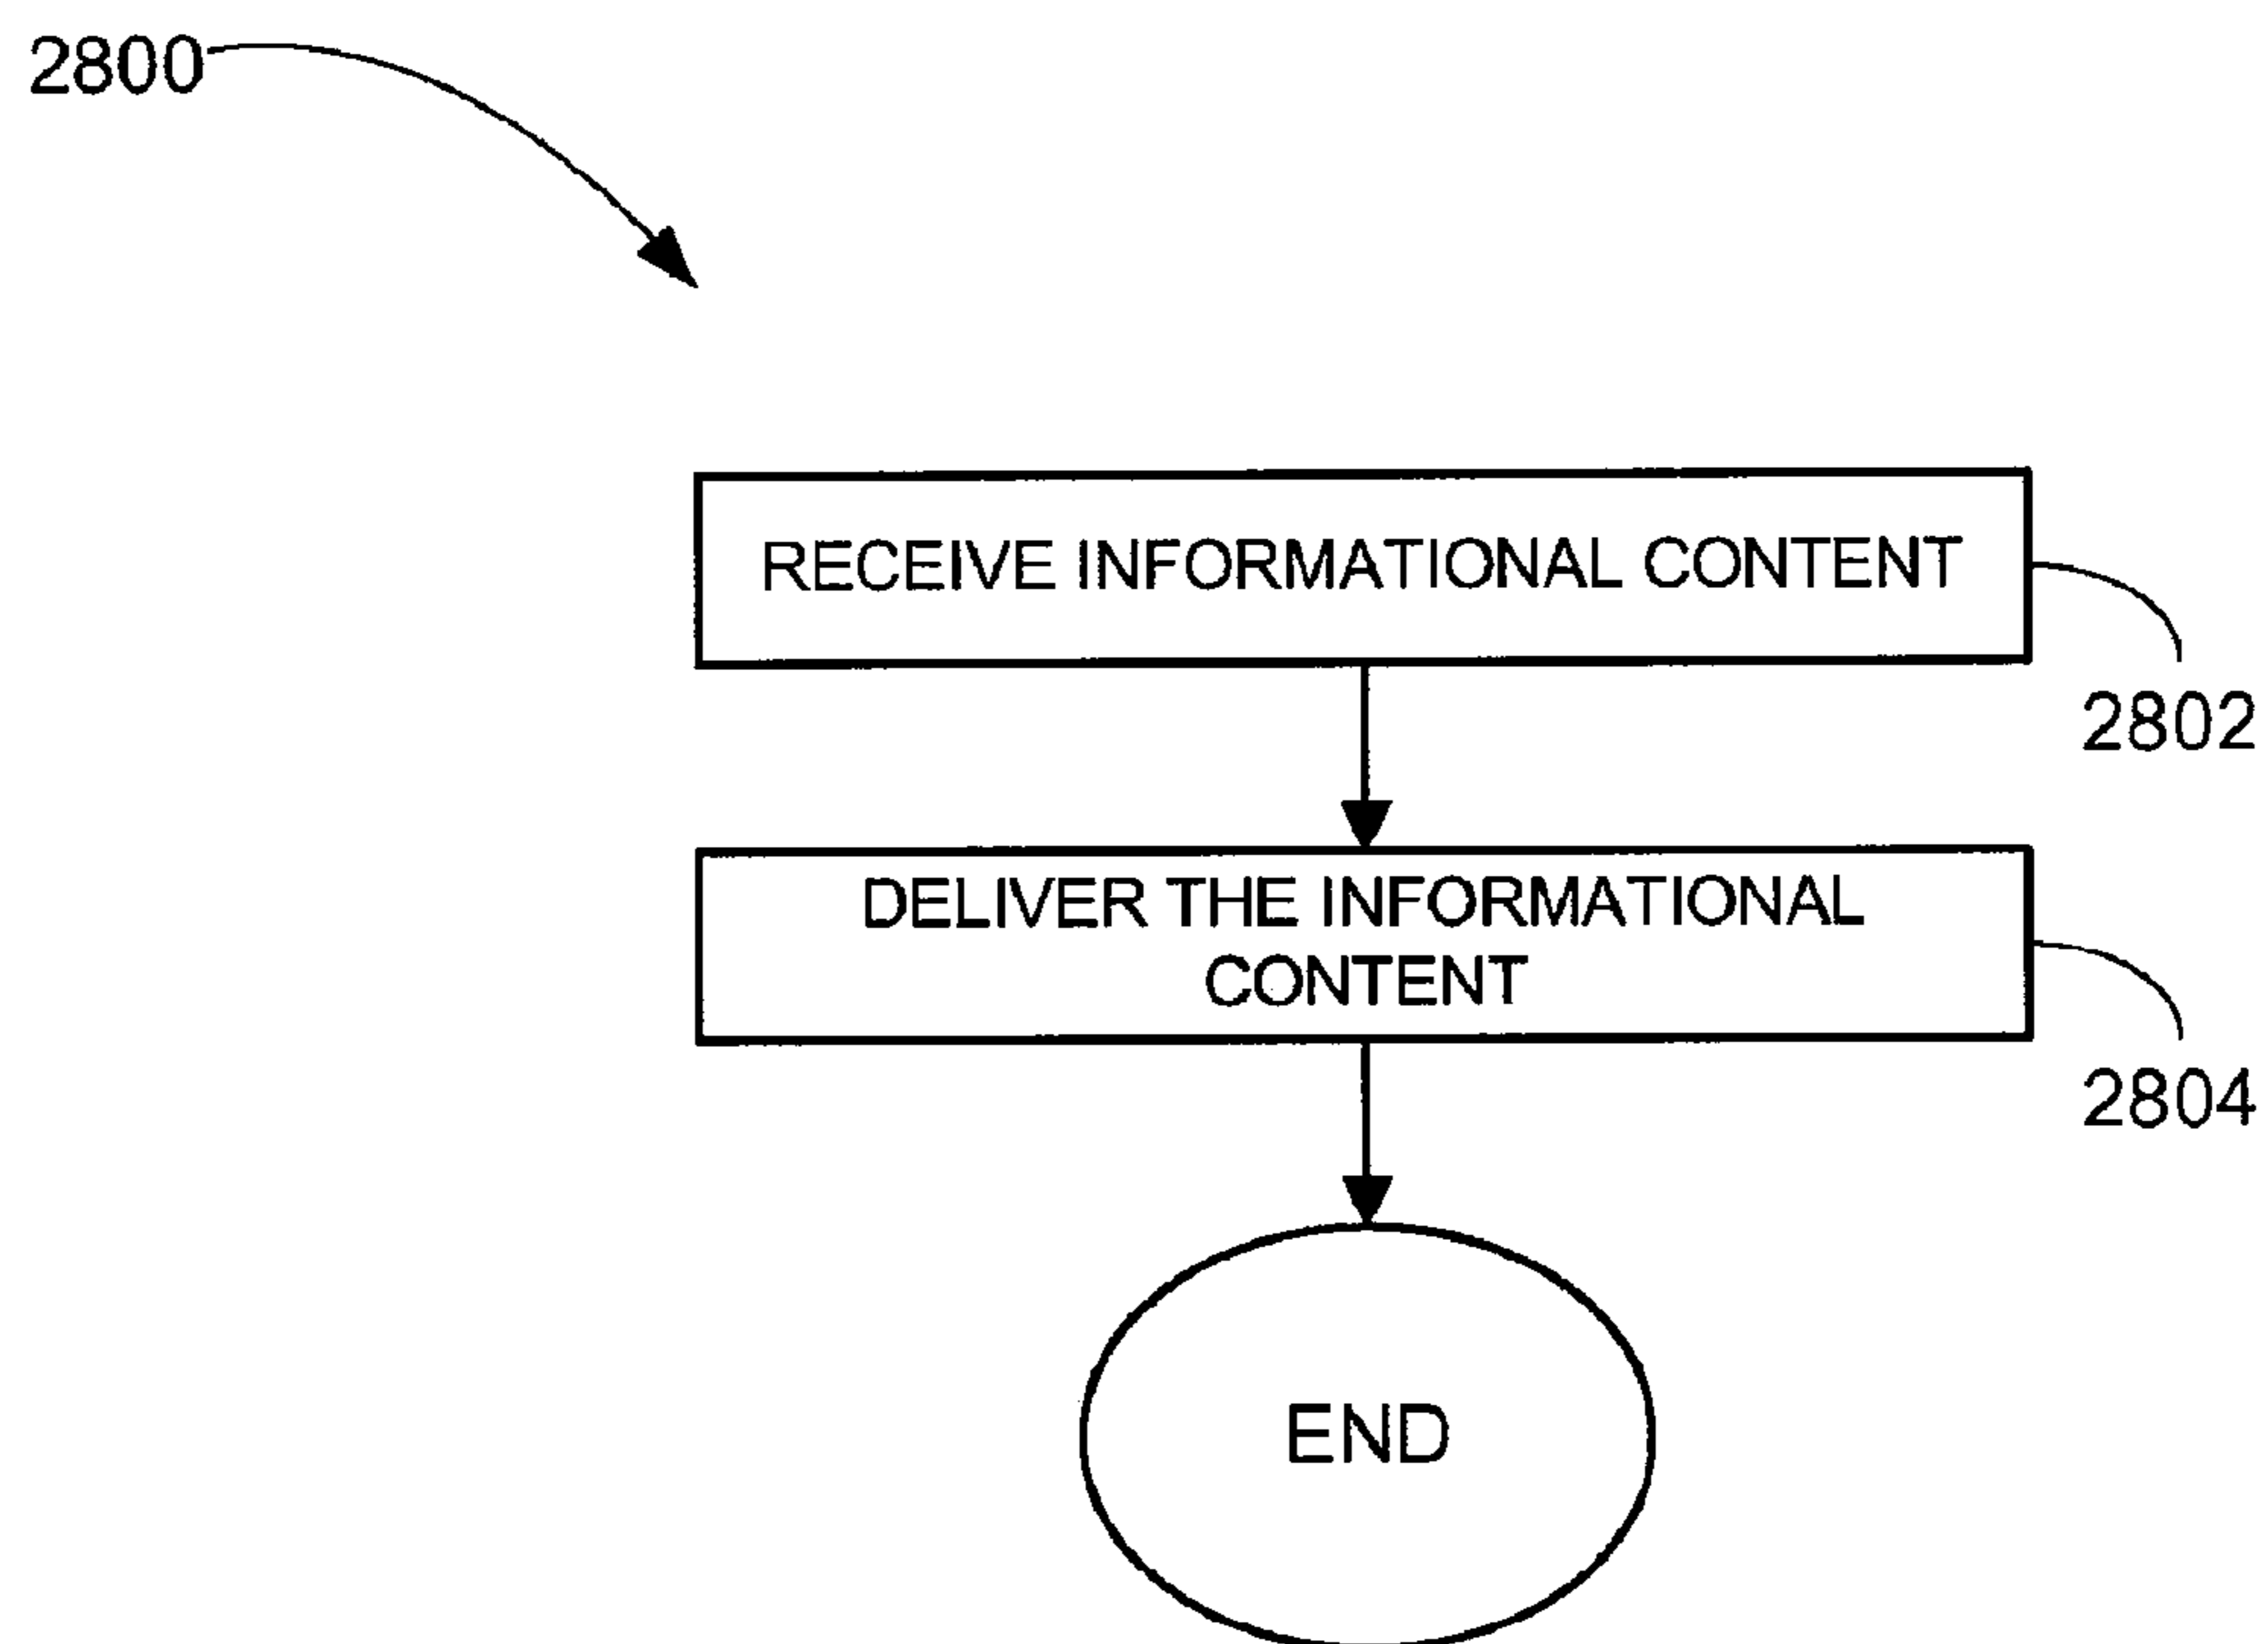 2800
RECEIVE INFORMATIONAL CONTENT
2802
DELIVER THE INFORMATIONAL
CONTENT
2804
END